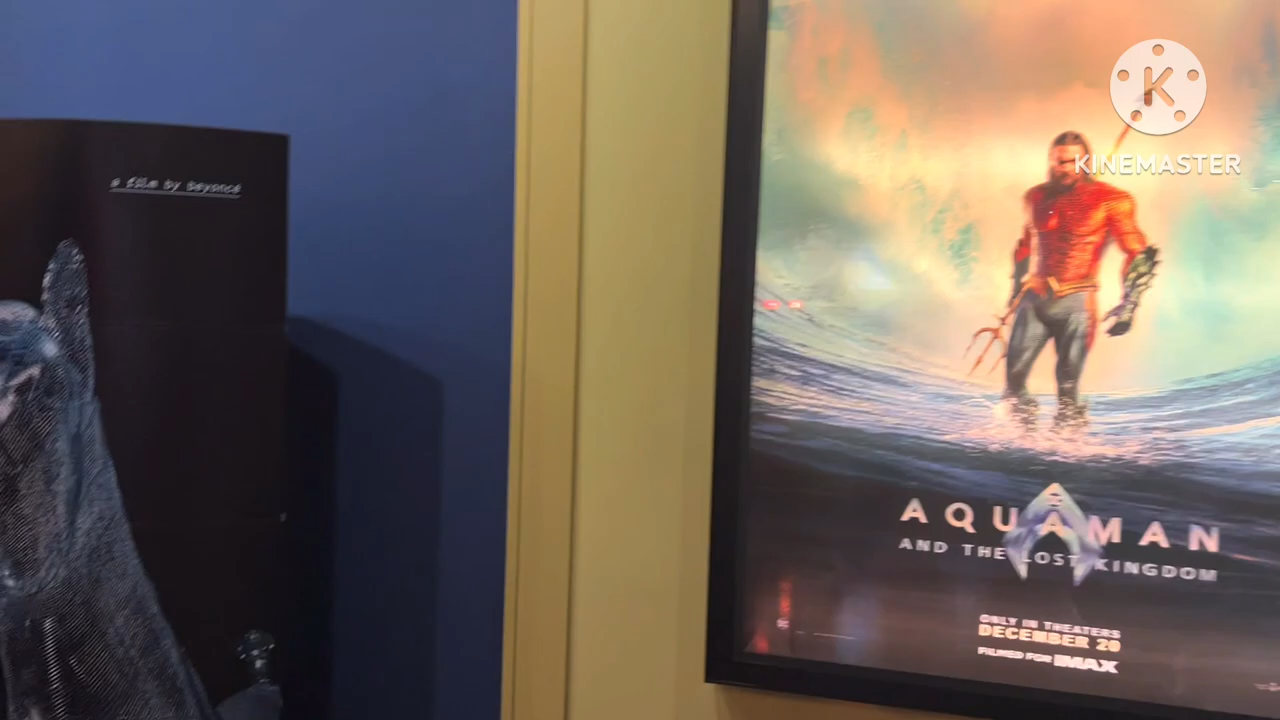 a film by beyoncé
K
KINEMASTER
AQUAMAN
AND THE LOST KINGDOM
ONLY IN THEATERS
DECEMBER 20
FILMED FOR IMAX